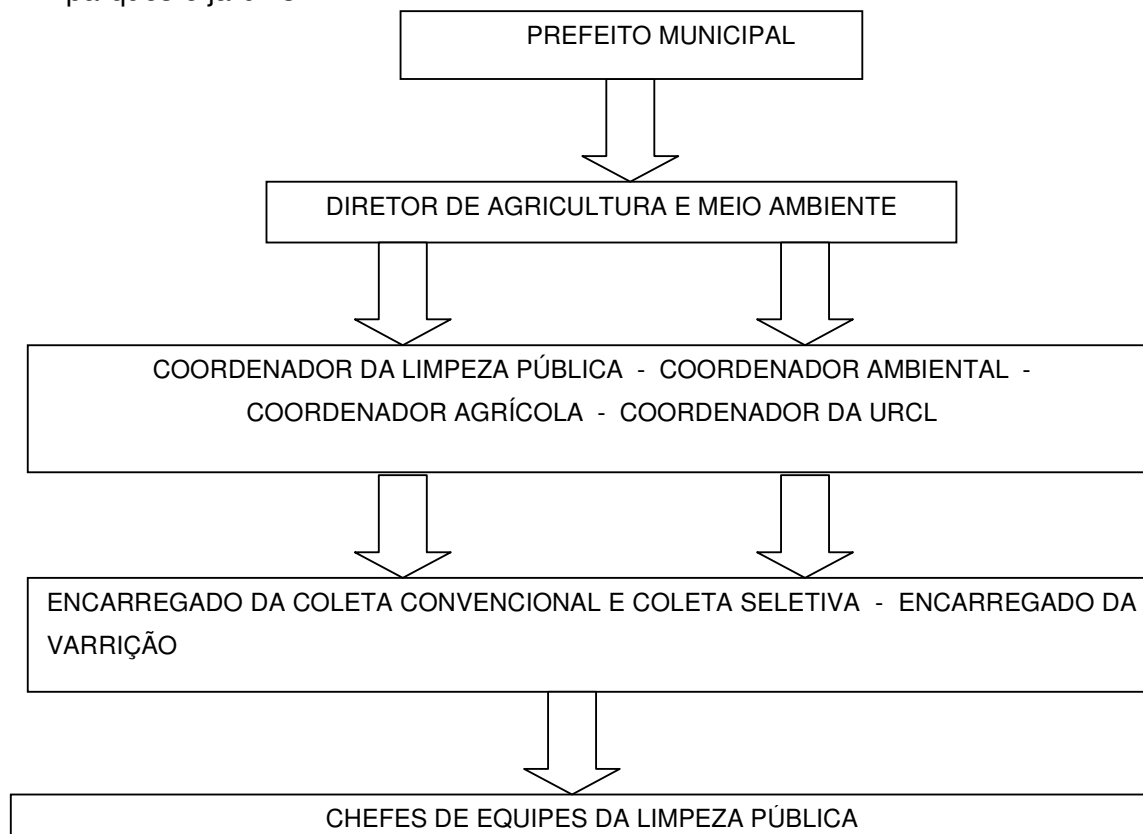 PREFEITO MUNICIPAL
DIRETOR DE AGRICULTURA E MEIO AMBIENTE
COORDENADOR DA LIMPEZA PÚBLICA - COORDENADOR AMBIENTAL -
COORDENADOR AGRÍCOLA - COORDENADOR DA URCL
ENCARREGADO DA COLETA CONVENCIONAL E COLETA SELETIVA - ENCARREGADO DA
VARRIÇÃO
CHEFES DE EQUIPES DA LIMPEZA PÚBLICA